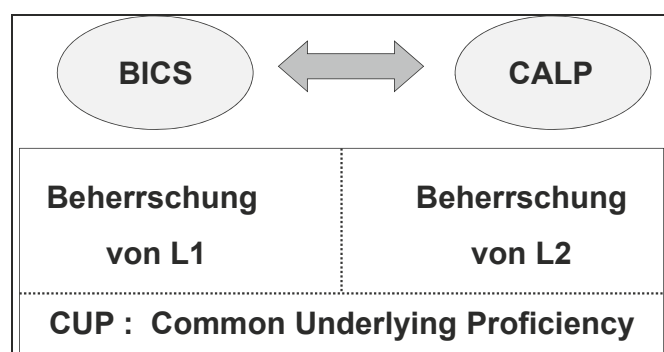 BICS CALP
Beherrschung Beherrschung
von L1 von L2
CUP : Common Underlying Proficiency